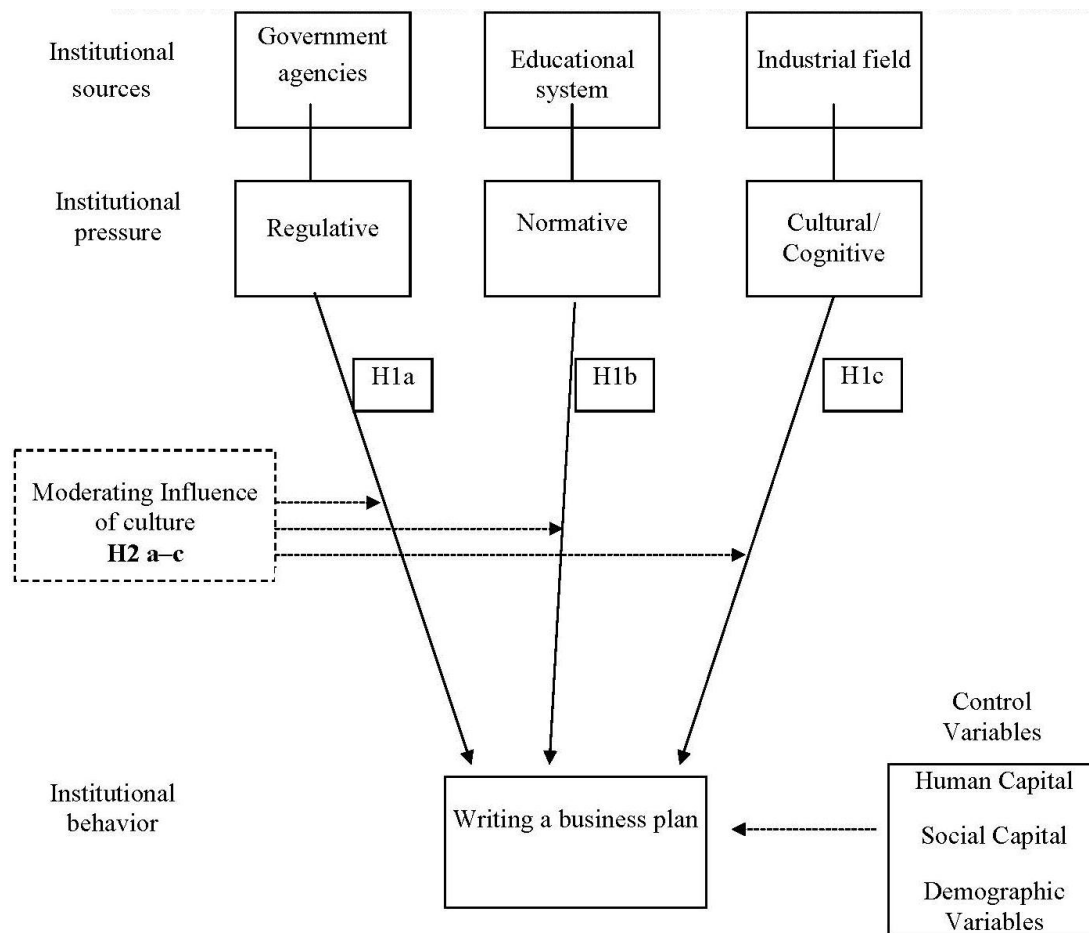 Institutional
sources
Government
agencies
Educational
system
Industrial field
Institutional
pressure
Regulative
Normative
Cultural/
Cognitive
H1a
H1b
H1c
Moderating Influence
of culture
H2 a–c
Control
Variables
Institutional
behavior
Writing a business plan
Human Capital
Social Capital
Demographic
Variables